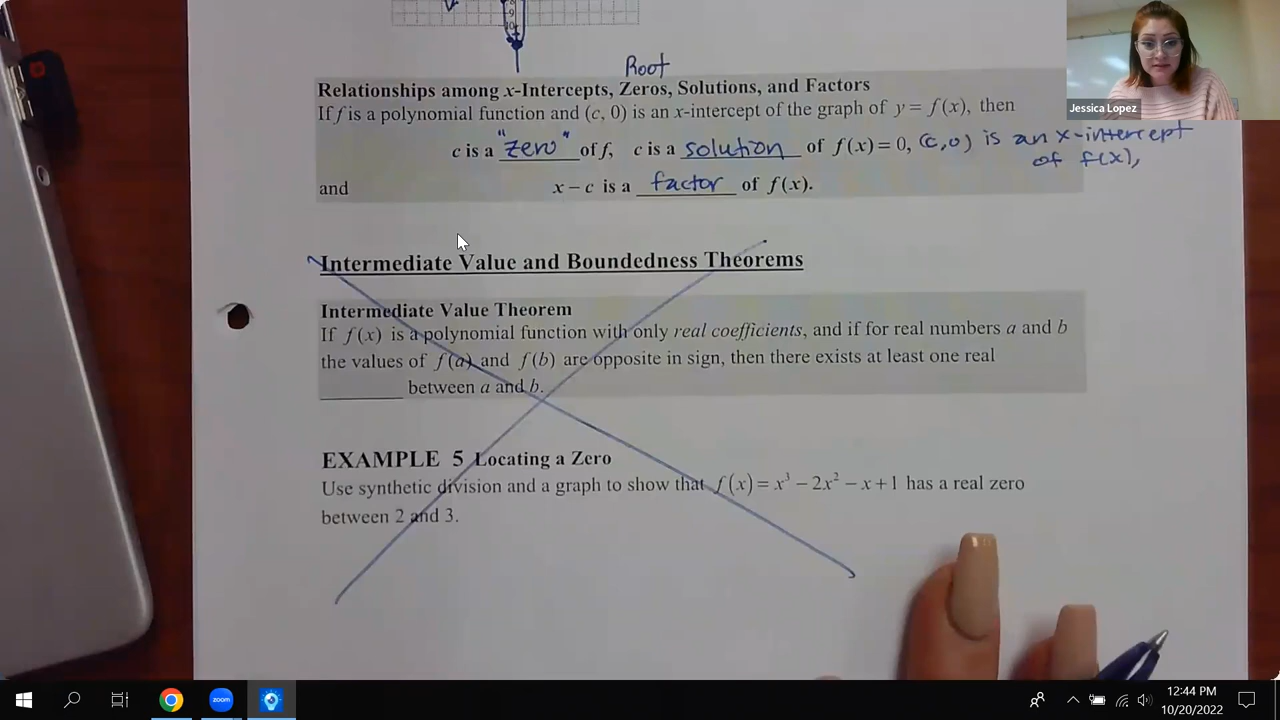 -9
10
Root
Relationships among x-Intercepts, Zeros, Solutions, and Factors
If f is a polynomial function and (c, 0) is an x-intercept of the graph of y = f(x), then
c is a "zero" of f, c is a solution of f(x) = 0, (c,0) is an x-intercept
of f(x),
and x − c is a factor of f(x).
Intermediate Value and Boundedness Theorems
Intermediate Value Theorem
If f(x) is a polynomial function with only real coefficients, and if for real numbers a and b
the values of f(a) and f(b) are opposite in sign, then there exists at least one real
________ between a and b.
EXAMPLE 5 Locating a Zero
Use synthetic division and a graph to show that f(x) = x³ − 2x² − x + 1 has a real zero
between 2 and 3.
Jessica Lopez
zoom
12:44 PM
10/20/2022